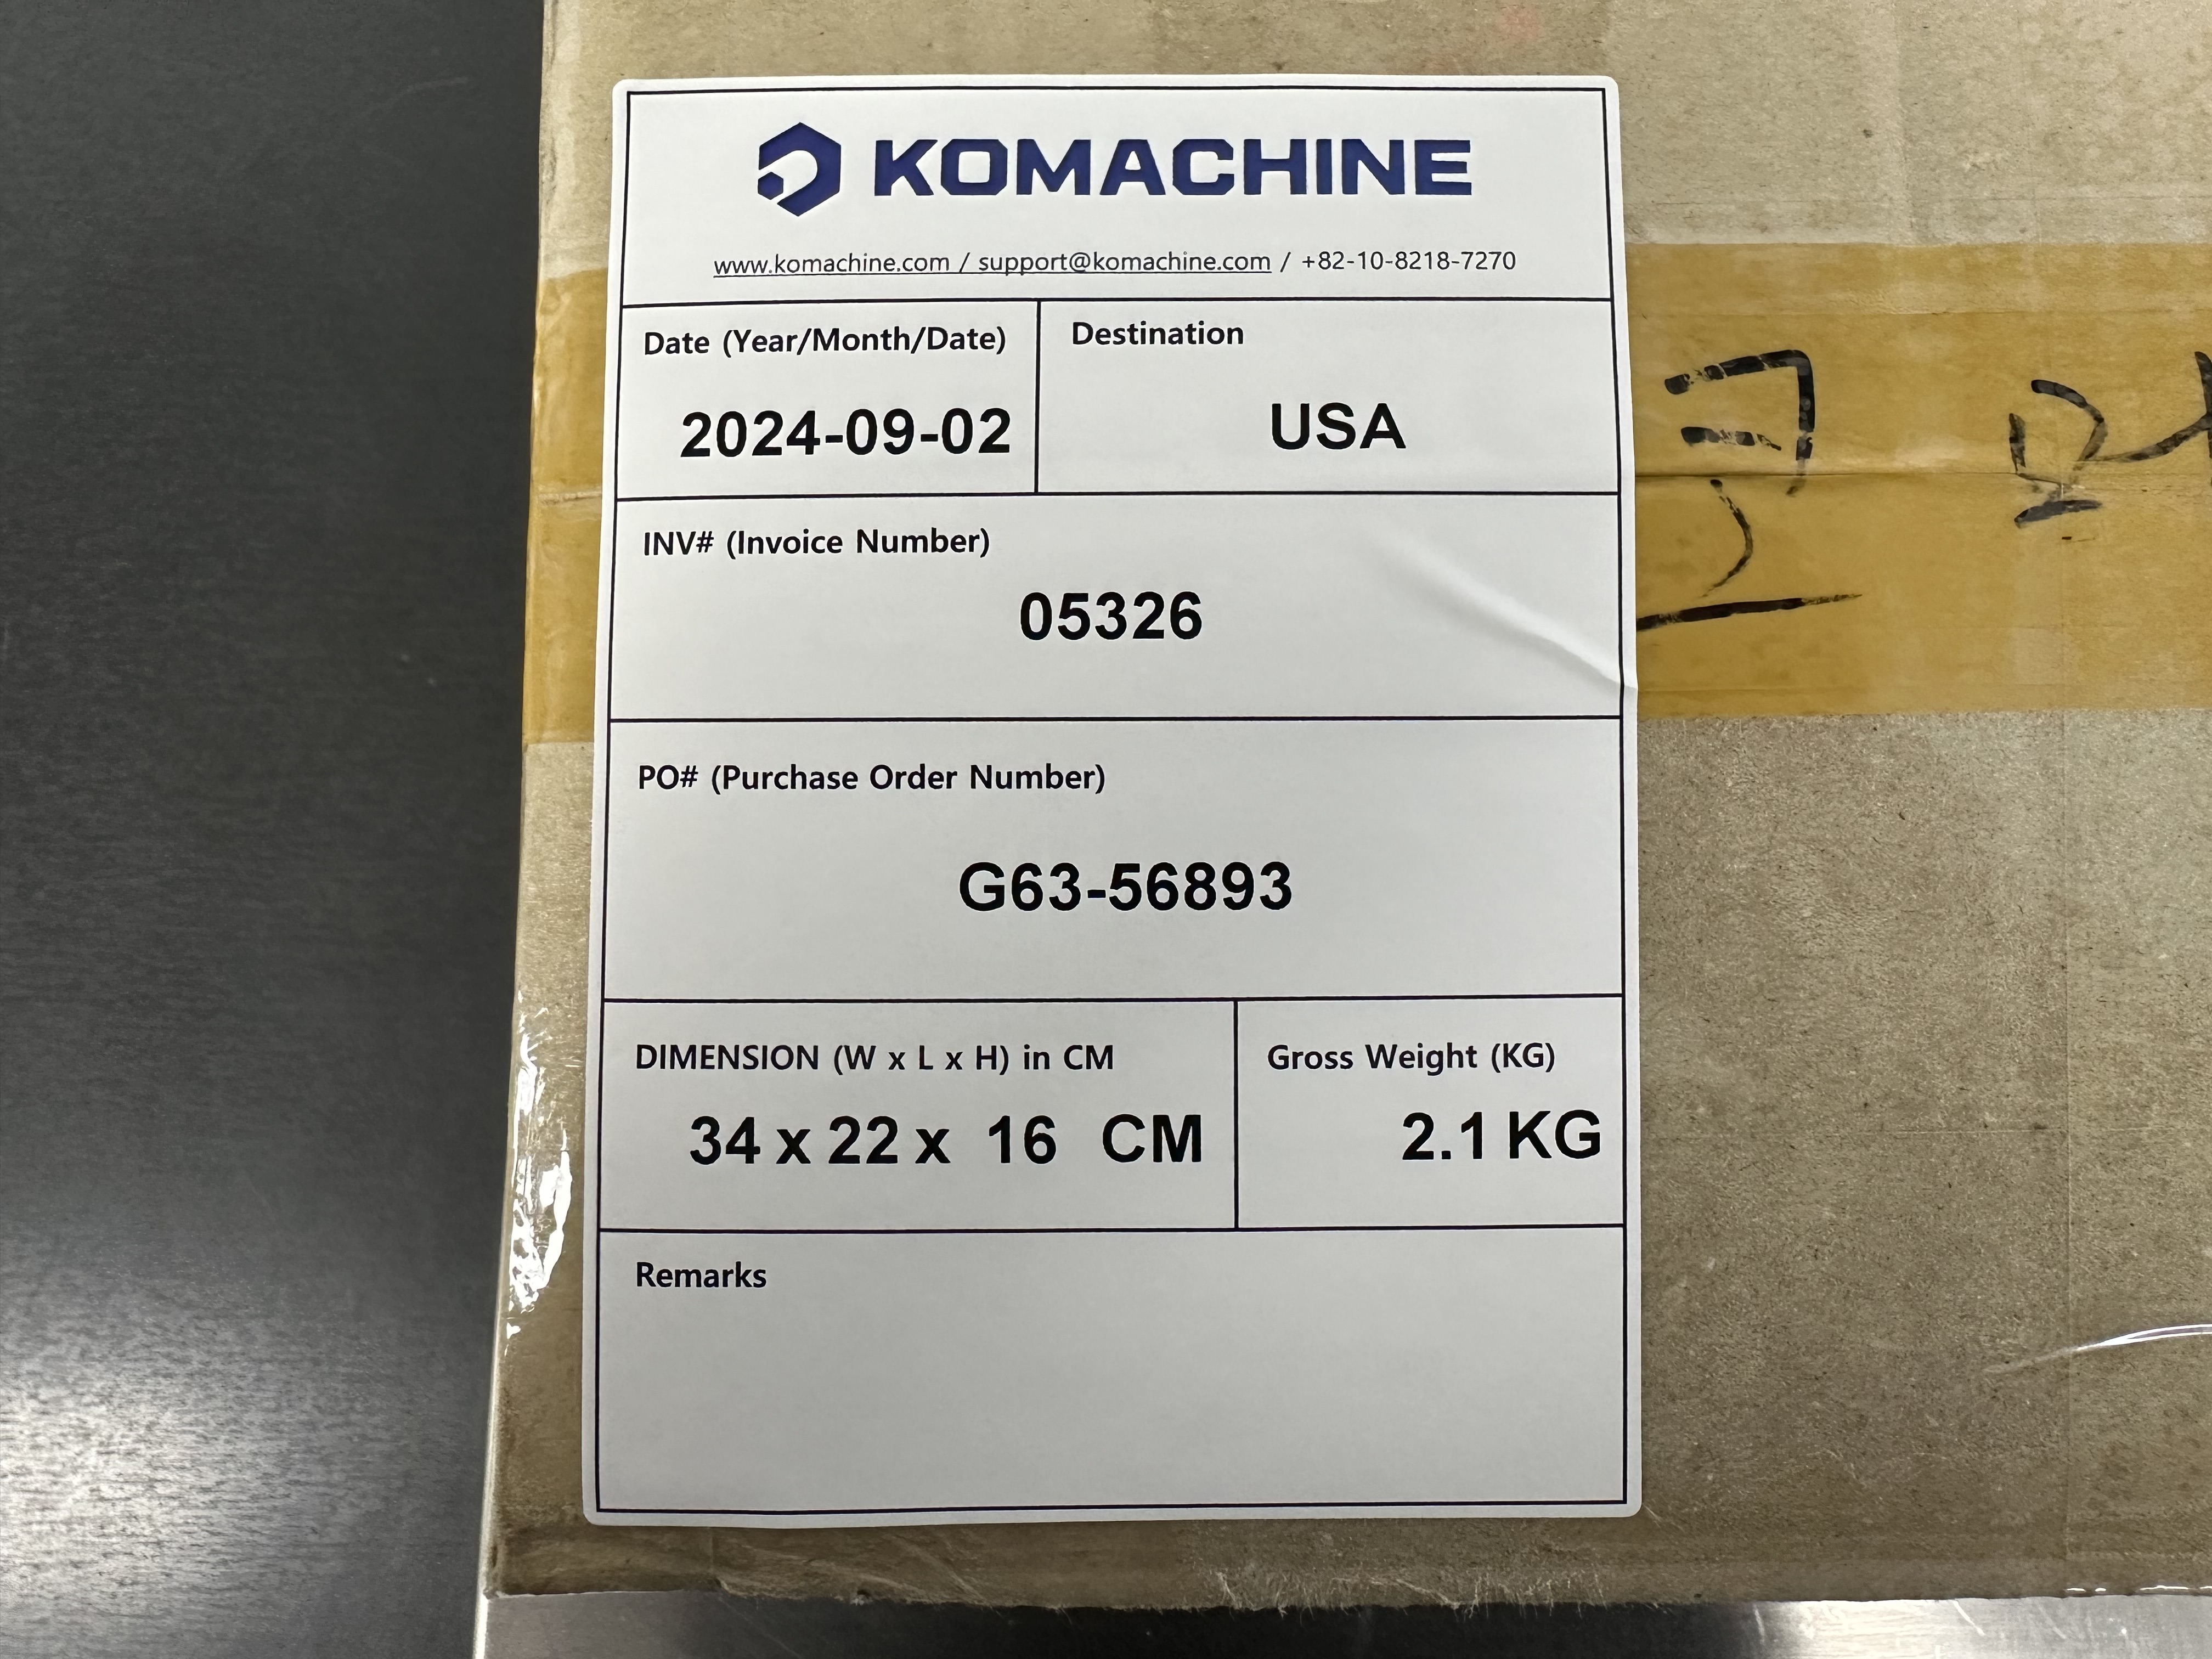 KOMACHINE
www.komachine.com / support@komachine.com / +82-10-8218-7270
Date (Year/Month/Date)
2024-09-02
Destination
USA
INV# (Invoice Number)
05326
PO# (Purchase Order Number)
G63-56893
DIMENSION (W x L x H) in CM
34 x 22 x 16 CM
Gross Weight (KG)
2.1 KG
Remarks